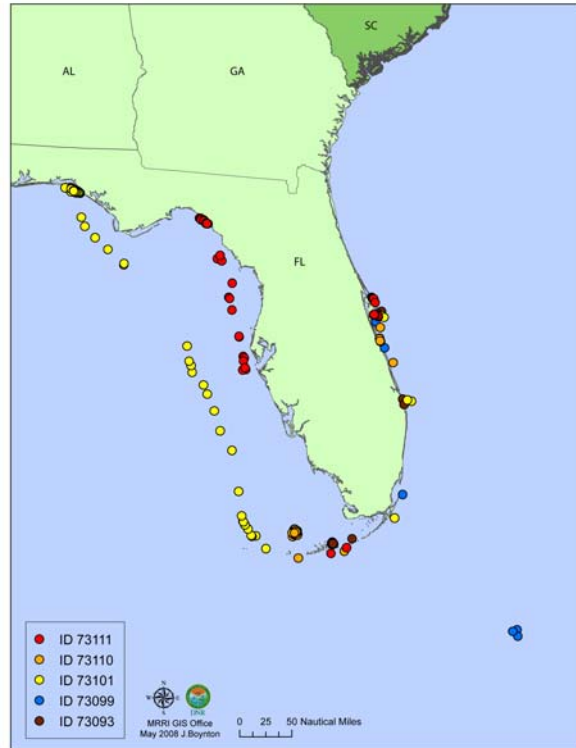 SC
AL
GA
FL
ID 73111
ID 73110
ID 73101
ID 73099
ID 73093
N
W
E
S
DNR
MRRI GIS Office
May 2008 J.Boynton
0 25 50 Nautical Miles